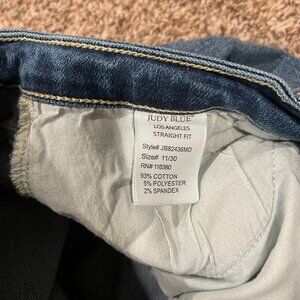 JUDY BLUE
LOS ANGELES
STRAIGHT FIT
Style# JB82436MD
Size# 11/30
RN# 116380
93% COTTON
5% POLYESTER
2% SPANDEX